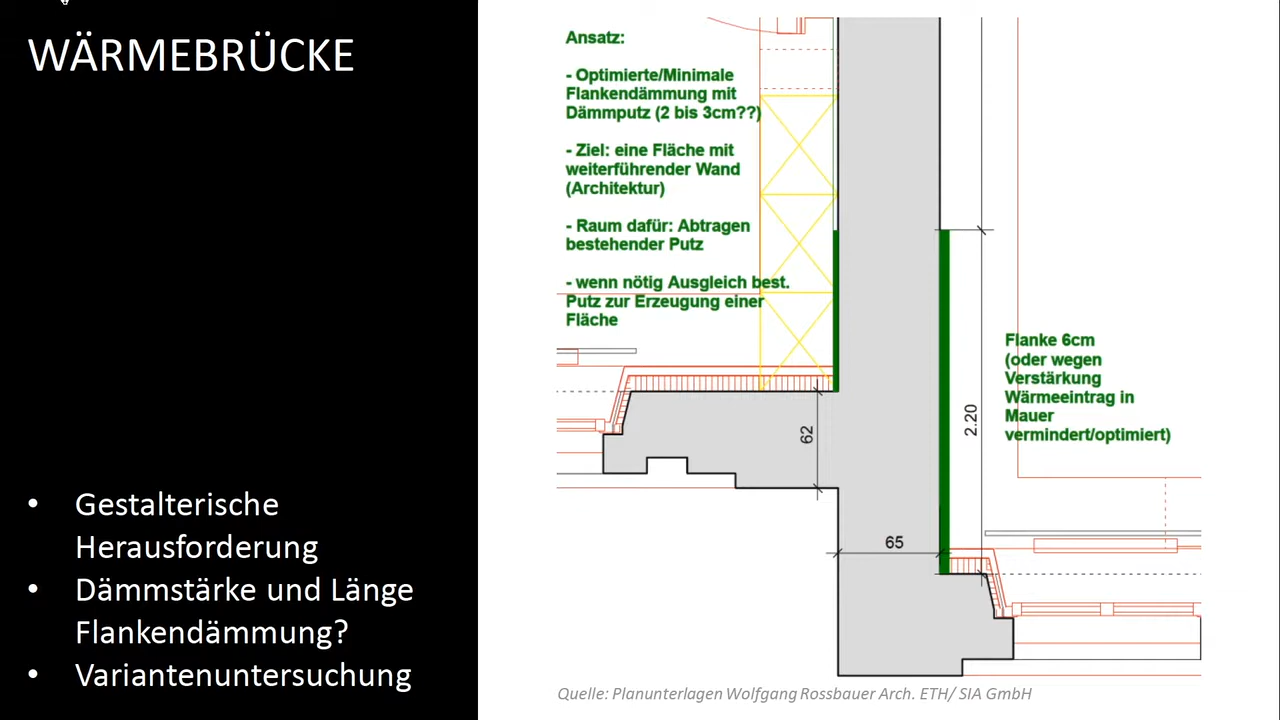 WÄRMEBRÜCKE
• Gestalterische
Herausforderung
• Dämmstärke und Länge
Flankendämmung?
• Variantenuntersuchung
Ansatz:
- Optimierte/Minimale
Flankendämmung mit
Dämmputz (2 bis 3cm??)
- Ziel: eine Fläche mit
weiterführender Wand
(Architektur)
- Raum dafür: Abtragen
bestehender Putz
- wenn nötig Ausgleich best.
Putz zur Erzeugung einer
Fläche
Flanke 6cm
(oder wegen
Verstärkung
Wärmeeintrag in
Mauer
vermindert/optimiert)
62
2.20
65
Quelle: Planunterlagen Wolfgang Rossbauer Arch. ETH/ SIA GmbH